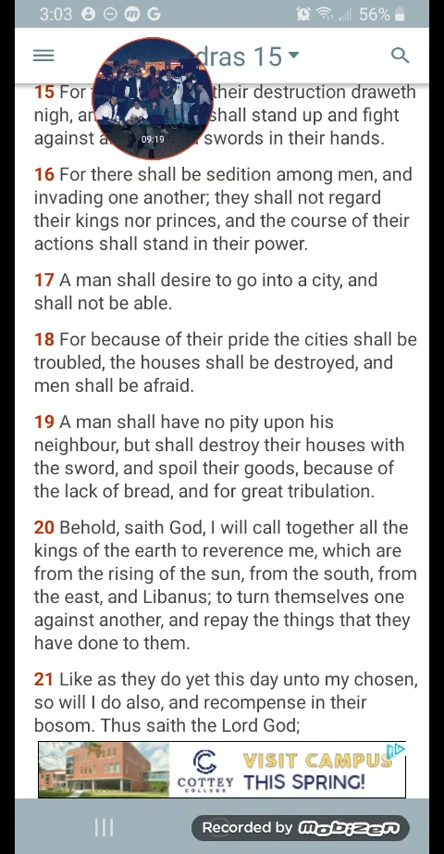 3:03 56%
dras 15
15 For their destruction draweth
nigh, shall stand up and fight
against swords in their hands.
09:19
16 For there shall be sedition among men, and
invading one another; they shall not regard
their kings nor princes, and the course of their
actions shall stand in their power.
17 A man shall desire to go into a city, and
shall not be able.
18 For because of their pride the cities shall be
troubled, the houses shall be destroyed, and
men shall be afraid.
19 A man shall have no pity upon his
neighbour, but shall destroy their houses with
the sword, and spoil their goods, because of
the lack of bread, and for great tribulation.
20 Behold, saith God, I will call together all the
kings of the earth to reverence me, which are
from the rising of the sun, from the south, from
the east, and Libanus; to turn themselves one
against another, and repay the things that they
have done to them.
21 Like as they do yet this day unto my chosen,
so will I do also, and recompense in their
bosom. Thus saith the Lord God;
COTTEY
COLLEGE
VISIT CAMPUS
THIS SPRING!
Recorded by Mobizen